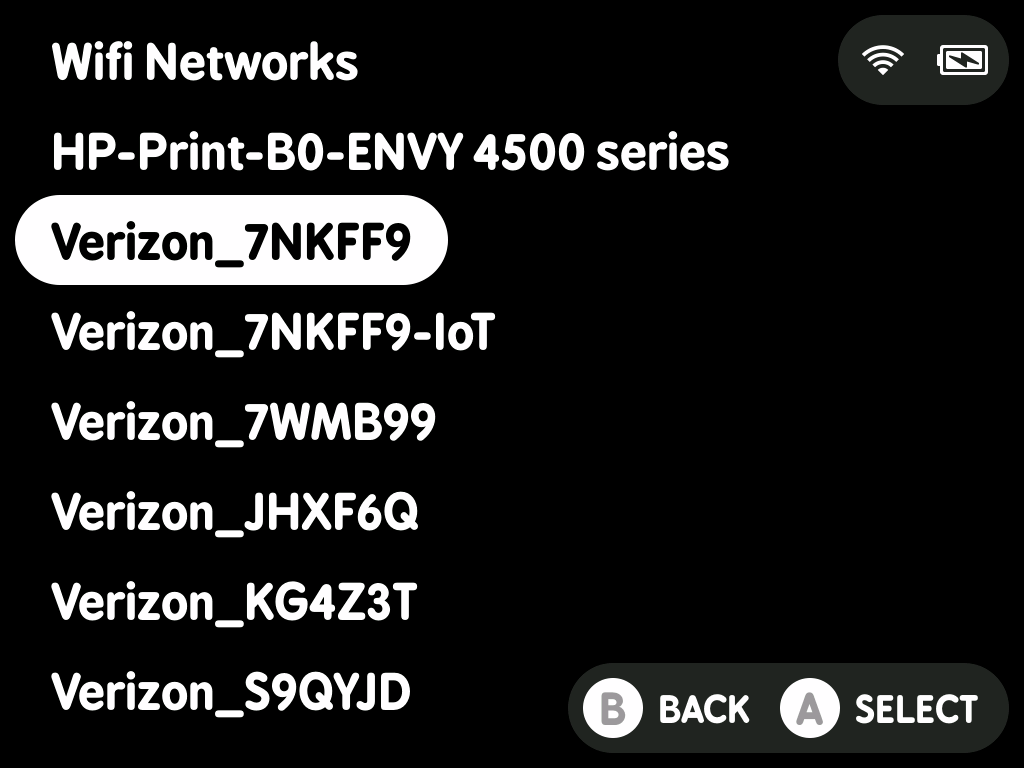 Wifi Networks
HP-Print-B0-ENVY 4500 series
Verizon_7NKFF9
Verizon_7NKFF9-IoT
Verizon_7WMB99
Verizon_JHXF6Q
Verizon_KG4Z3T
Verizon_S9QYJD
B BACK A SELECT